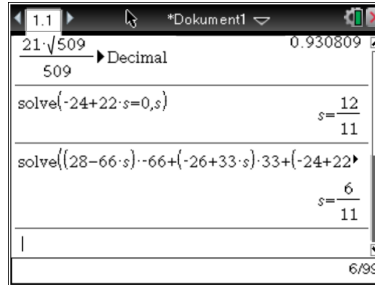 1.1 *Dokument1
21·√509
509 ▸Decimal 0.930809
solve(-24+22·s=0,s)
s=12/11
solve((28-66·s)·-66+(-26+33·s)·33+(-24+22▸
s=6/11
6/99